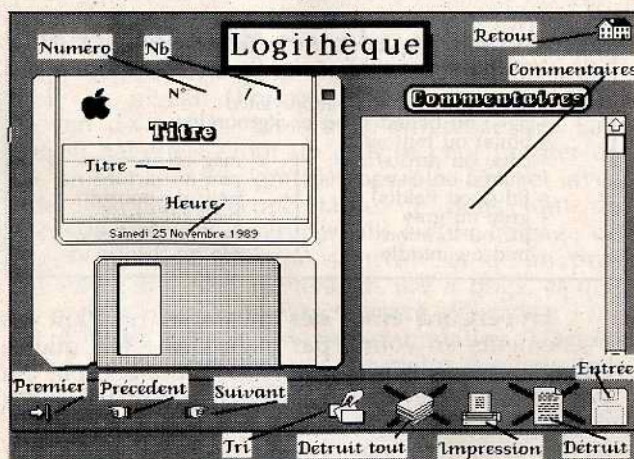 Logithèque
Numéro
Nb
Retour
Commentaires
N° /
Commentaires
Titre
Titre
Heure
Samedi 25 Novembre 1989
Entrée
Premier
Précédent
Suivant
Tri
Détruit tout
Impression
Détruit